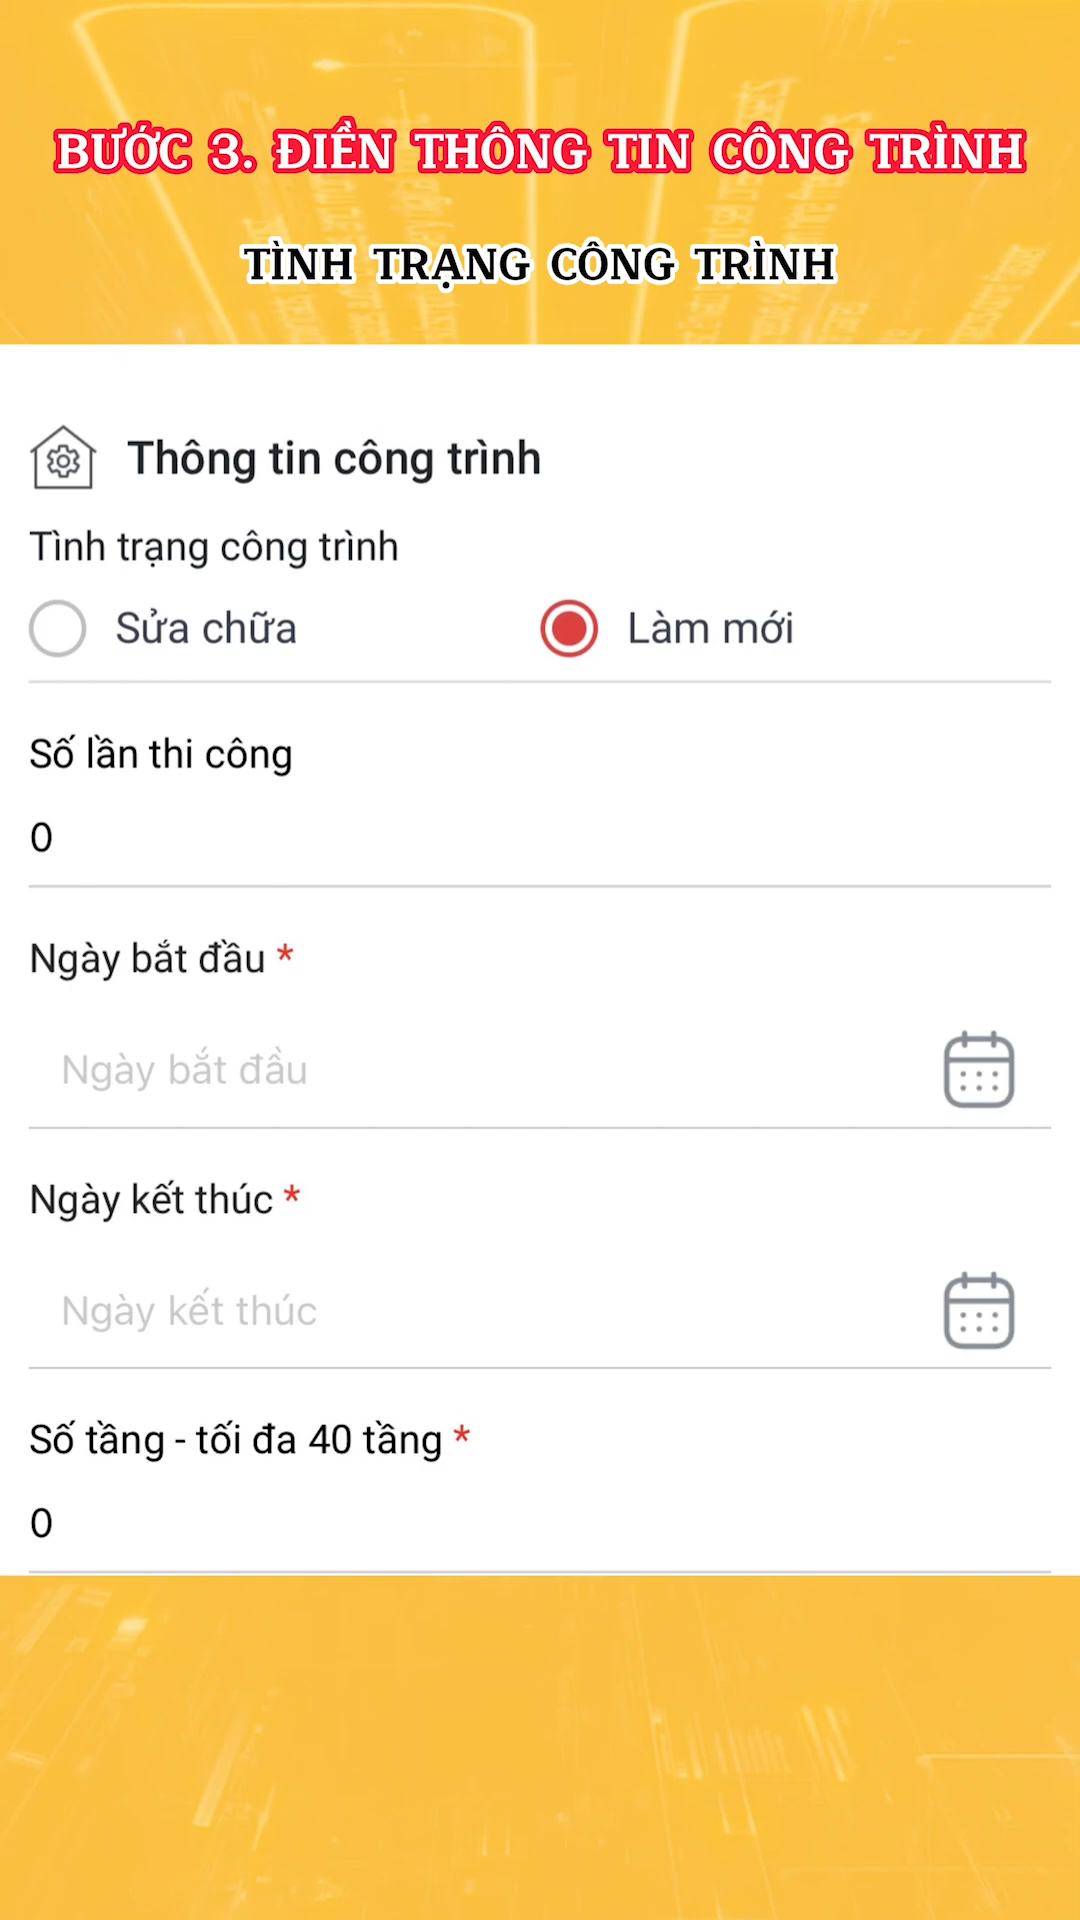 BƯỚC 3. ĐIỀN THÔNG TIN CÔNG TRÌNH
TÌNH TRẠNG CÔNG TRÌNH
Thông tin công trình
Tình trạng công trình
Sửa chữa
Làm mới
Số lần thi công
0
Ngày bắt đầu *
Ngày bắt đầu
Ngày kết thúc *
Ngày kết thúc
Số tầng - tối đa 40 tầng *
0